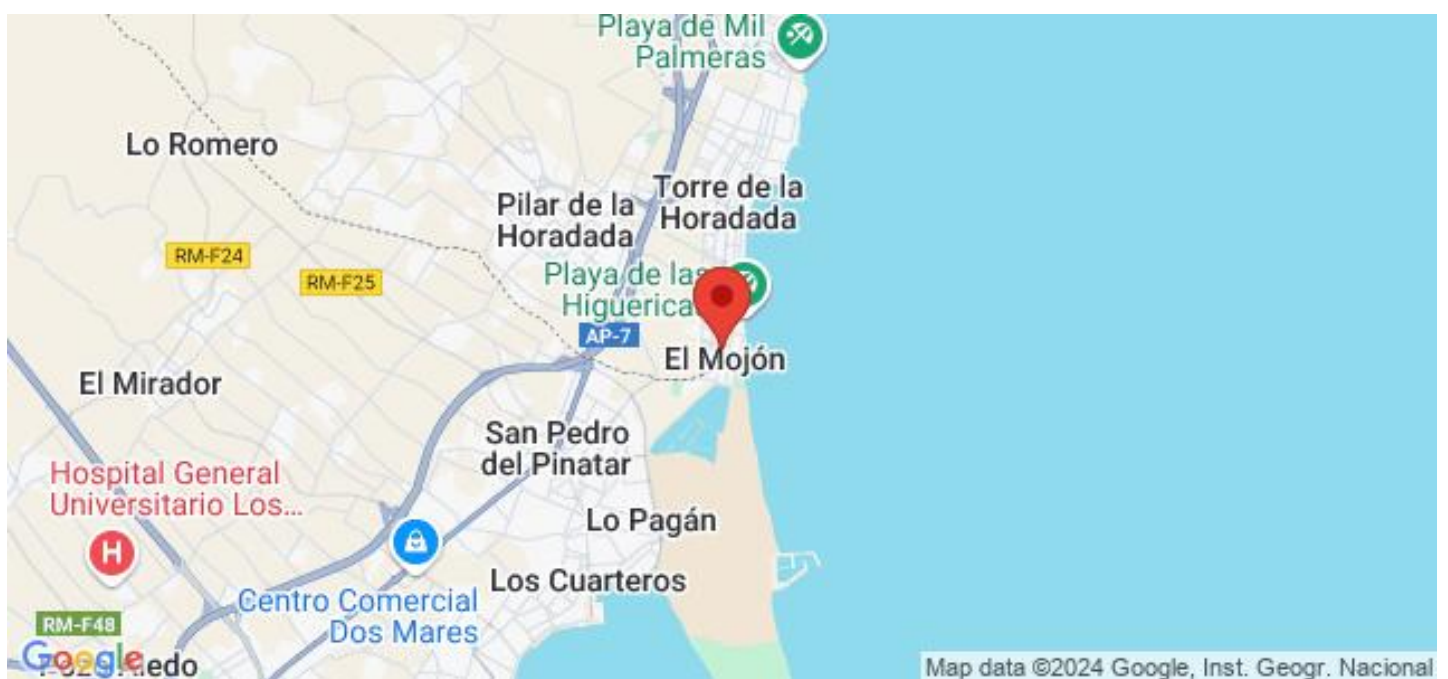 Playa de Mil
Palmeras
Lo Romero
Torre de la
Horadada
Pilar de la
Horadada
RM-F24
RM-F25
Playa de las
AP-7
El Mojón
El Mirador
San Pedro
del Pinatar
Hospital General
Universitario Los...
Lo Pagán
H
Los Cuarteros
Centro Comercial
Dos Mares
RM-F48
Google
Map data ©2024 Google, Inst. Geogr. Nacional